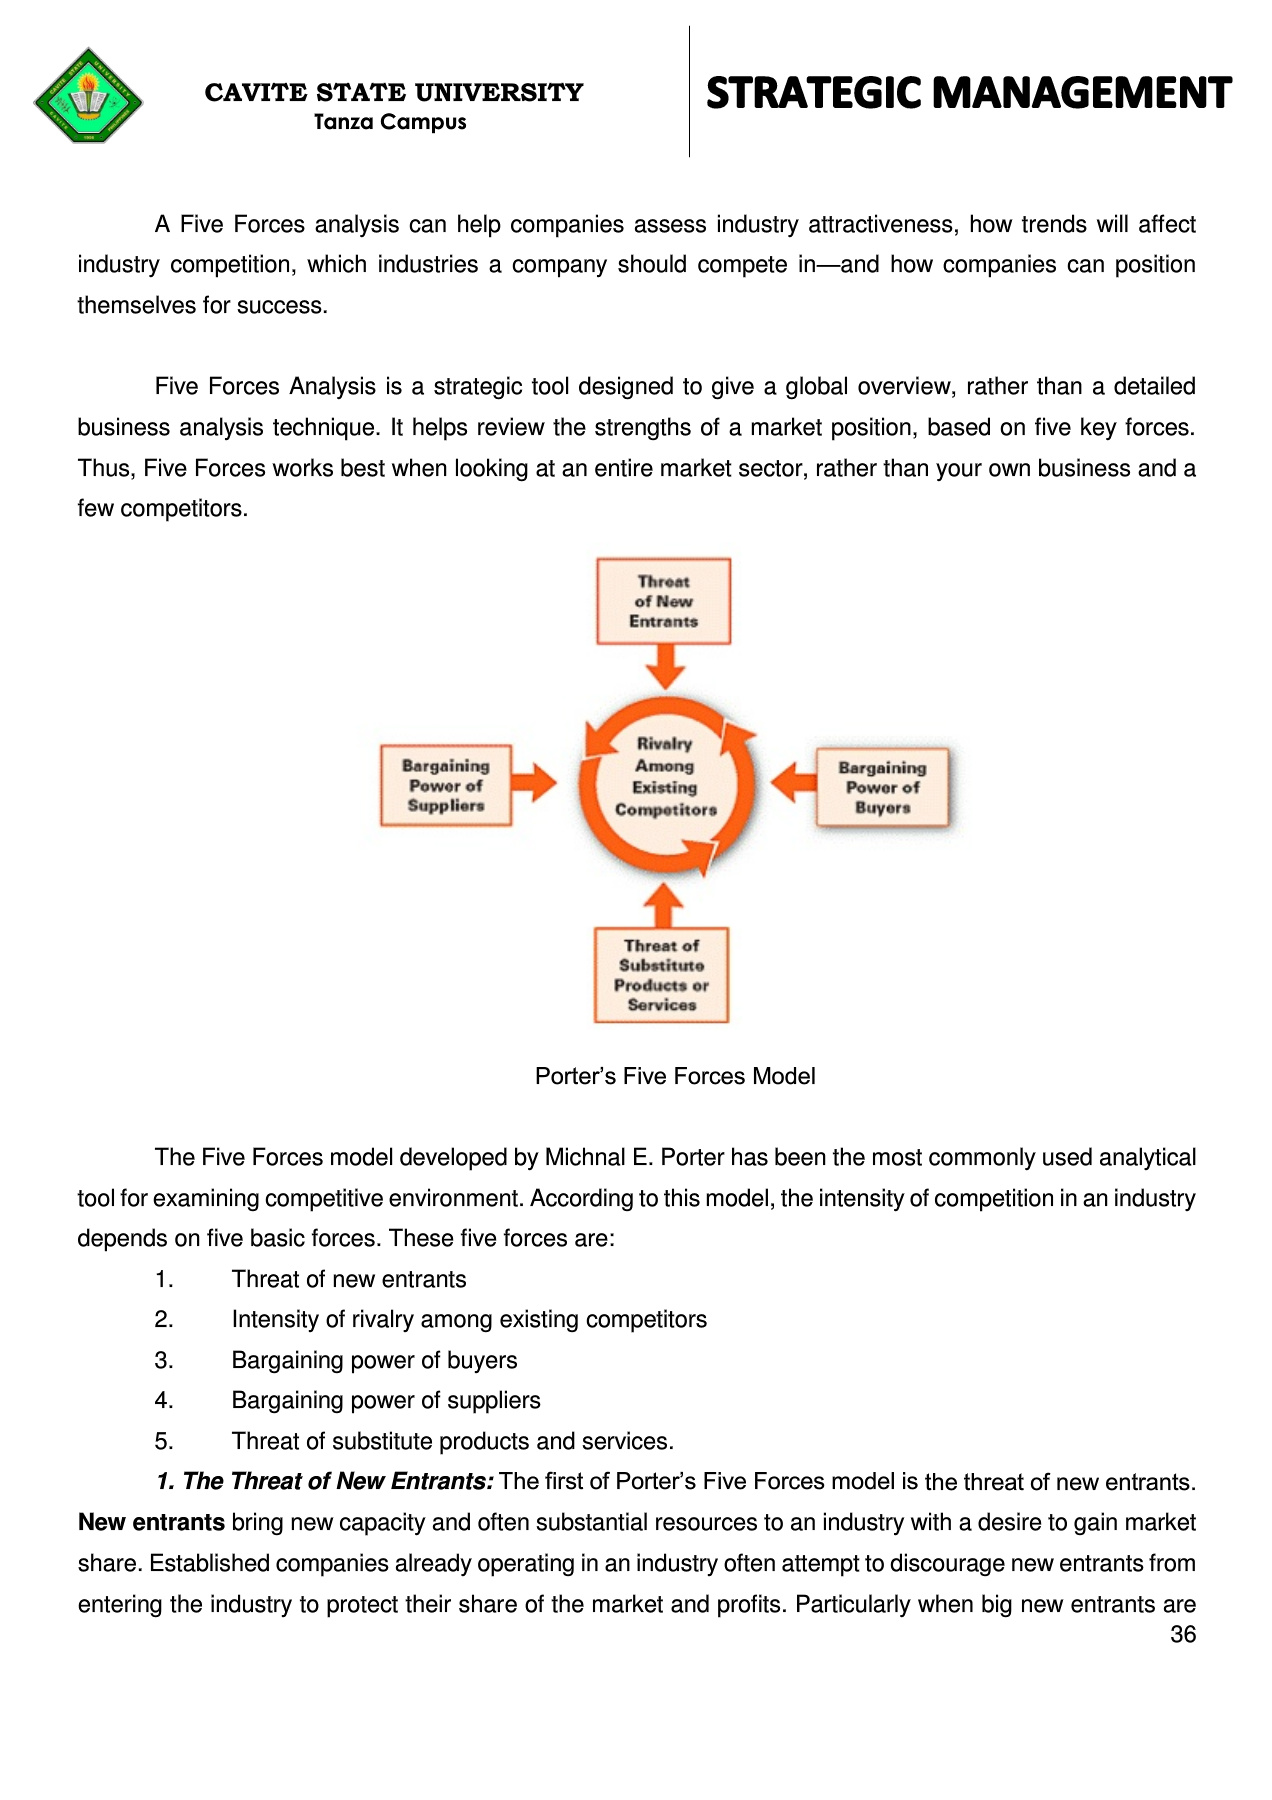 CAVITE STATE UNIVERSITY
Tanza Campus
STRATEGIC MANAGEMENT
A Five Forces analysis can help companies assess industry attractiveness, how trends will affect
industry competition, which industries a company should compete in—and how companies can position
themselves for success.
Five Forces Analysis is a strategic tool designed to give a global overview, rather than a detailed
business analysis technique. It helps review the strengths of a market position, based on five key forces.
Thus, Five Forces works best when looking at an entire market sector, rather than your own business and a
few competitors.
Threat
of New
Entrants
Bargaining
Power of
Suppliers
Rivalry
Among
Existing
Competitors
Bargaining
Power of
Buyers
Threat of
Substitute
Products or
Services
Porter’s Five Forces Model
The Five Forces model developed by Michnal E. Porter has been the most commonly used analytical
tool for examining competitive environment. According to this model, the intensity of competition in an industry
depends on five basic forces. These five forces are:
1. Threat of new entrants
2. Intensity of rivalry among existing competitors
3. Bargaining power of buyers
4. Bargaining power of suppliers
5. Threat of substitute products and services.
1. The Threat of New Entrants: The first of Porter’s Five Forces model is the threat of new entrants.
New entrants bring new capacity and often substantial resources to an industry with a desire to gain market
share. Established companies already operating in an industry often attempt to discourage new entrants from
entering the industry to protect their share of the market and profits. Particularly when big new entrants are
36